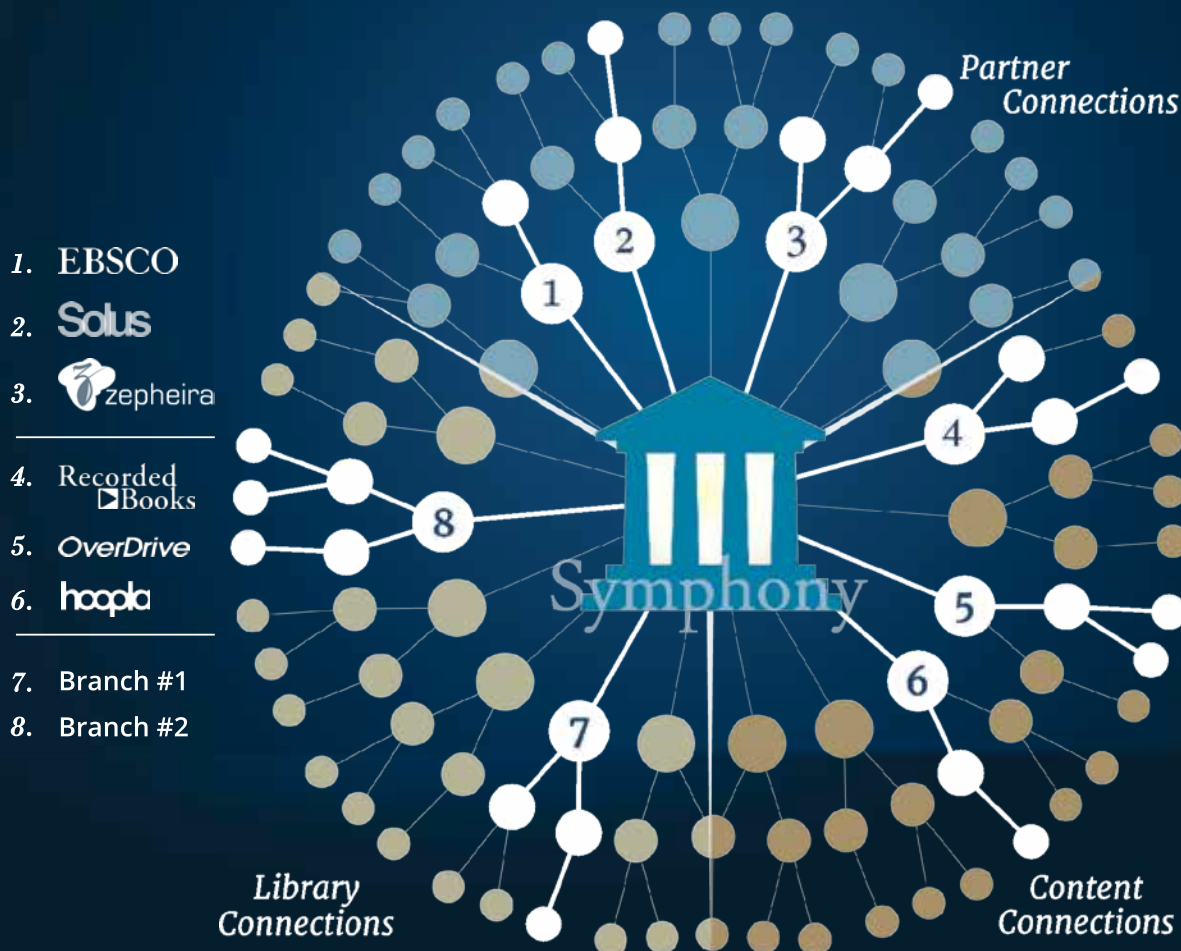 Partner
Connections
1. EBSCO
2. Solus
3. zepheira
4. Recorded
Books
5. OverDrive
6. hoopla
7. Branch #1
8. Branch #2
1
2
3
4
5
6
7
8
Symphony
Library
Connections
Content
Connections